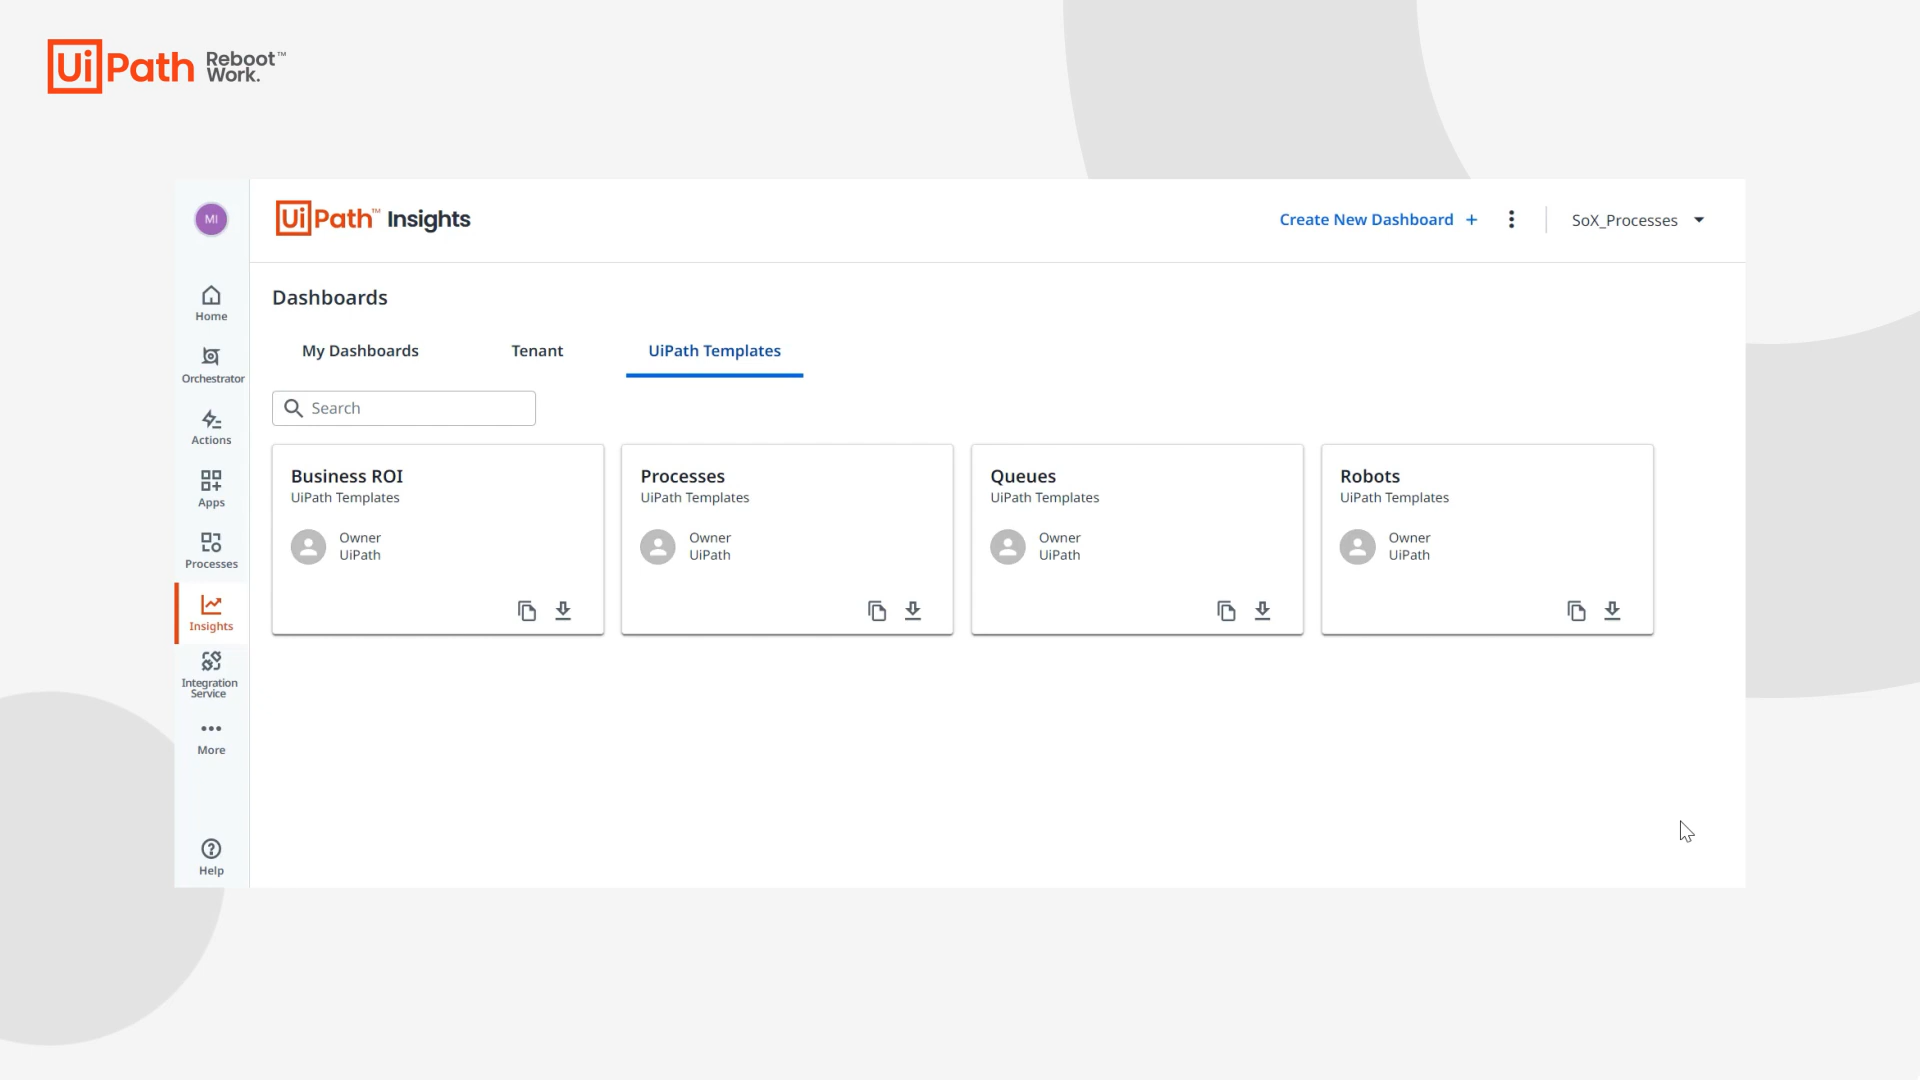 UiPath Reboot™
Work.
MI
UiPath™ Insights
Create New Dashboard +
SoX_Processes
Home
Orchestrator
Actions
Apps
Processes
Insights
Integration
Service
More
Help
Dashboards
My Dashboards
Tenant
UiPath Templates
Search
Business ROI
UiPath Templates
Owner
UiPath
Processes
UiPath Templates
Owner
UiPath
Queues
UiPath Templates
Owner
UiPath
Robots
UiPath Templates
Owner
UiPath